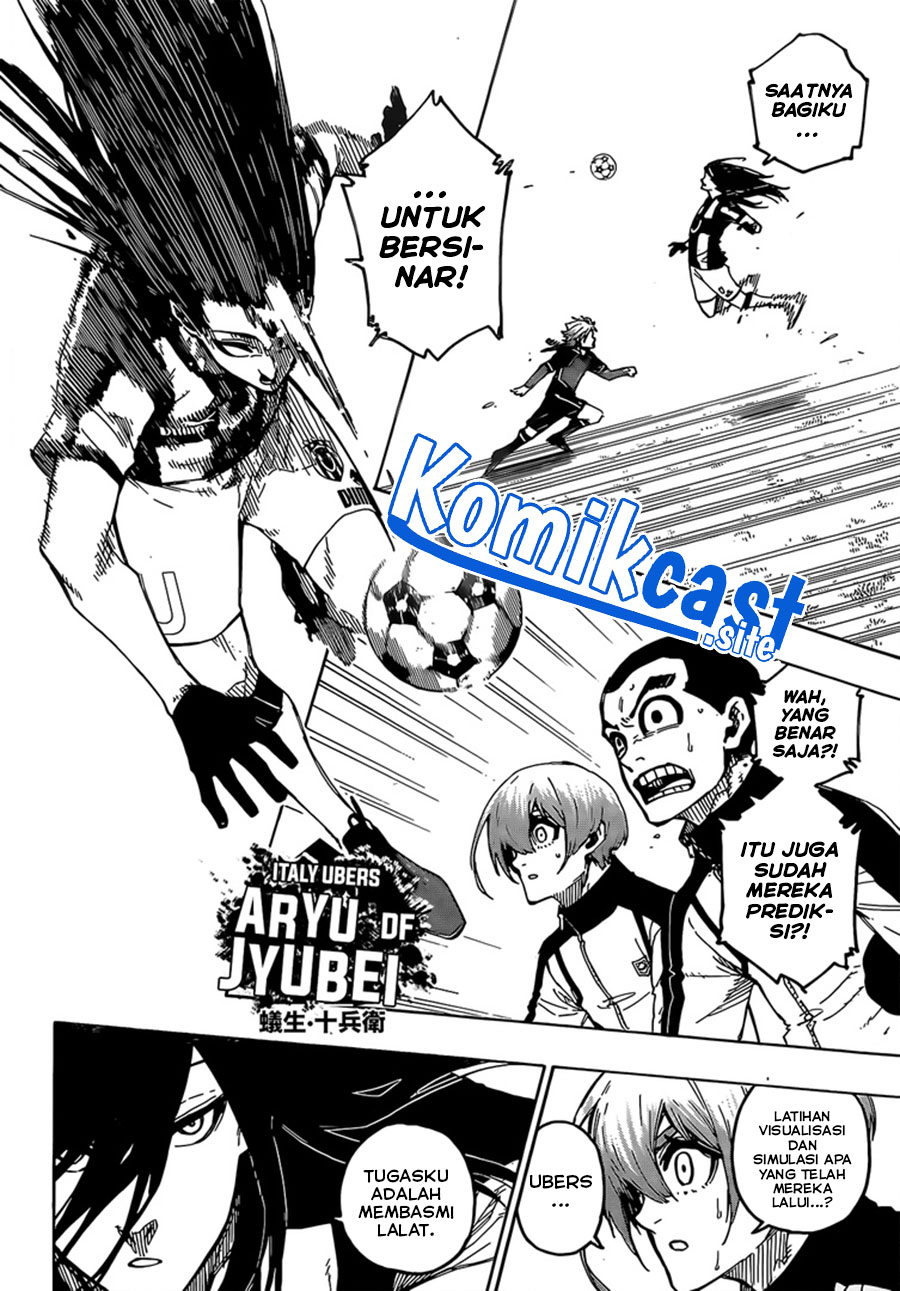 SAATNYA
BAGIKU
...
...
UNTUK
BERSI-
NAR!
Komikcast
.site
WAH,
YANG
BENAR
SAJA?!
ITU JUGA
SUDAH
MEREKA
PREDIK-
SI?!
ITALY UBERS
ARYU DF
JYUBEI
蟻生・十兵衛
LATIHAN
VISUALISASI
DAN
SIMULASI APA
YANG TELAH
MEREKA
LALUI...?
UBERS
...
TUGASKU
ADALAH
MEMBASMI
LALAT.
U